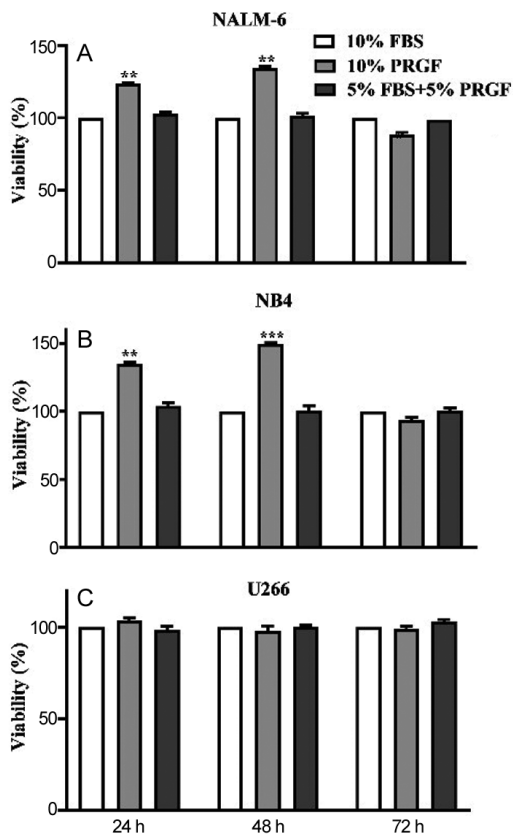 NALM-6
A
10% FBS
10% PRGF
5% FBS+5% PRGF
Viability (%)
150
100
50
0
**
**
NB4
B
Viability (%)
150
100
50
0
**
***
U266
C
Viability (%)
100
50
0
24 h
48 h
72 h